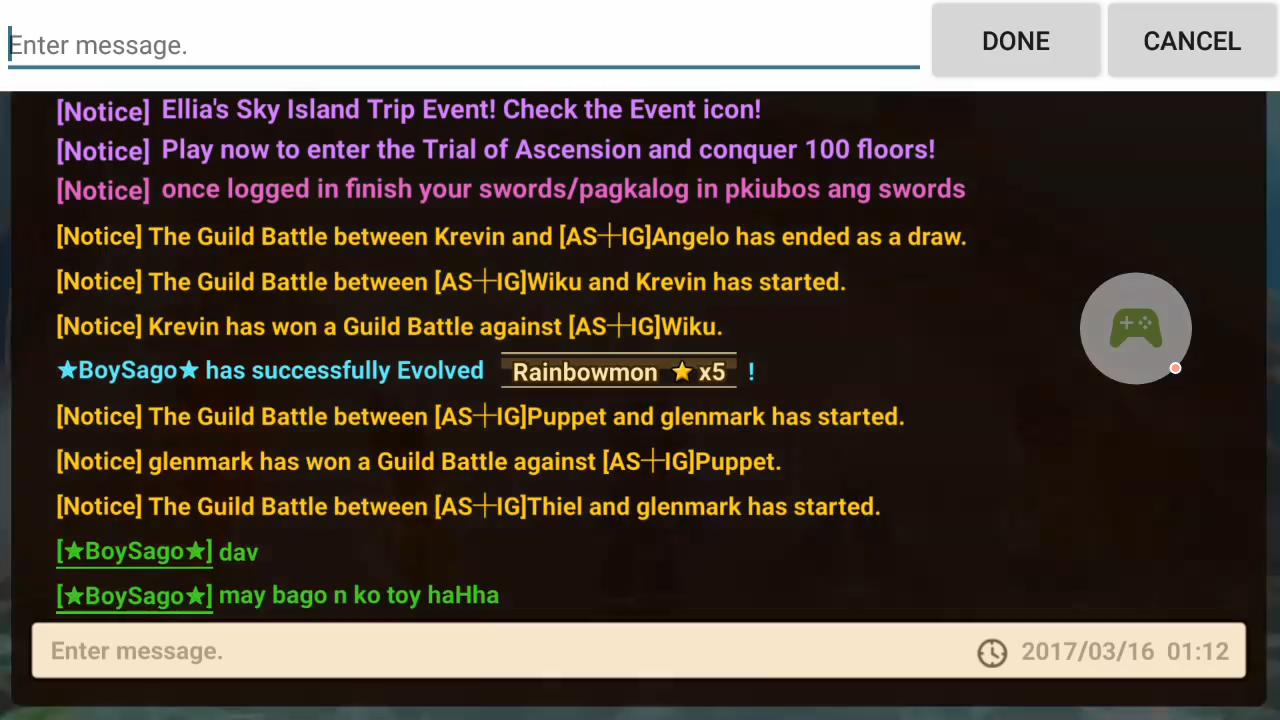 Enter message.
DONE
CANCEL
[Notice] Ellia's Sky Island Trip Event! Check the Event icon!
[Notice] Play now to enter the Trial of Ascension and conquer 100 floors!
[Notice] once logged in finish your swords/pagkalog in pkiubos ang swords
[Notice] The Guild Battle between Krevin and [AS┼IG]Angelo has ended as a draw.
[Notice] The Guild Battle between [AS┼IG]Wiku and Krevin has started.
[Notice] Krevin has won a Guild Battle against [AS┼IG]Wiku.
★BoySago★ has successfully Evolved Rainbowmon ★ x5 !
[Notice] The Guild Battle between [AS┼IG]Puppet and glenmark has started.
[Notice] glenmark has won a Guild Battle against [AS┼IG]Puppet.
[Notice] The Guild Battle between [AS┼IG]Thiel and glenmark has started.
[★BoySago★] dav
[★BoySago★] may bago n ko toy haHha
Enter message.
2017/03/16 01:12